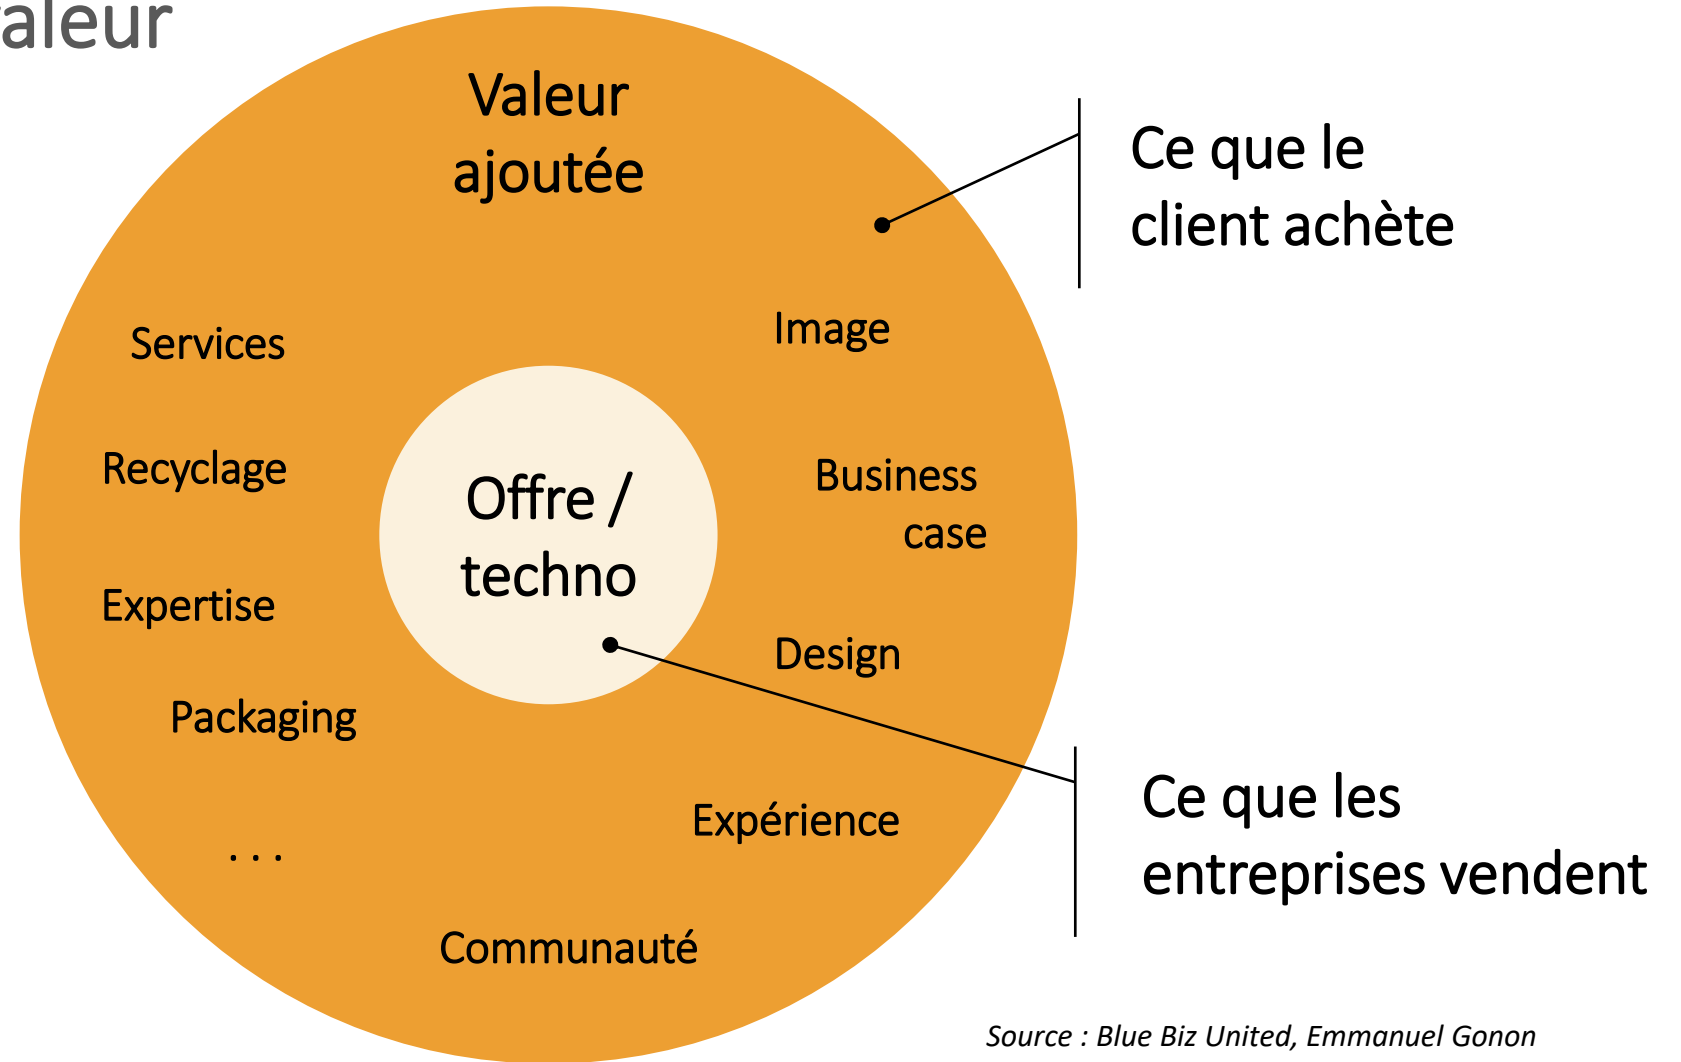 aleur
Valeur
ajoutée
Ce que le
client achète
Services
Image
Recyclage
Business
case
Offre /
techno
Expertise
Design
Packaging
Expérience
. . .
Communauté
Ce que les
entreprises vendent
Source : Blue Biz United, Emmanuel Gonon